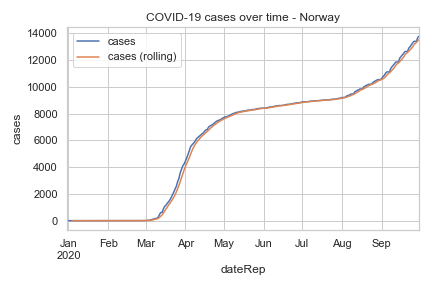 COVID-19 cases over time - Norway
cases
cases (rolling)
14000
12000
10000
8000
6000
4000
2000
0
cases
Jan Feb Mar Apr May Jun Jul Aug Sep
2020
dateRep